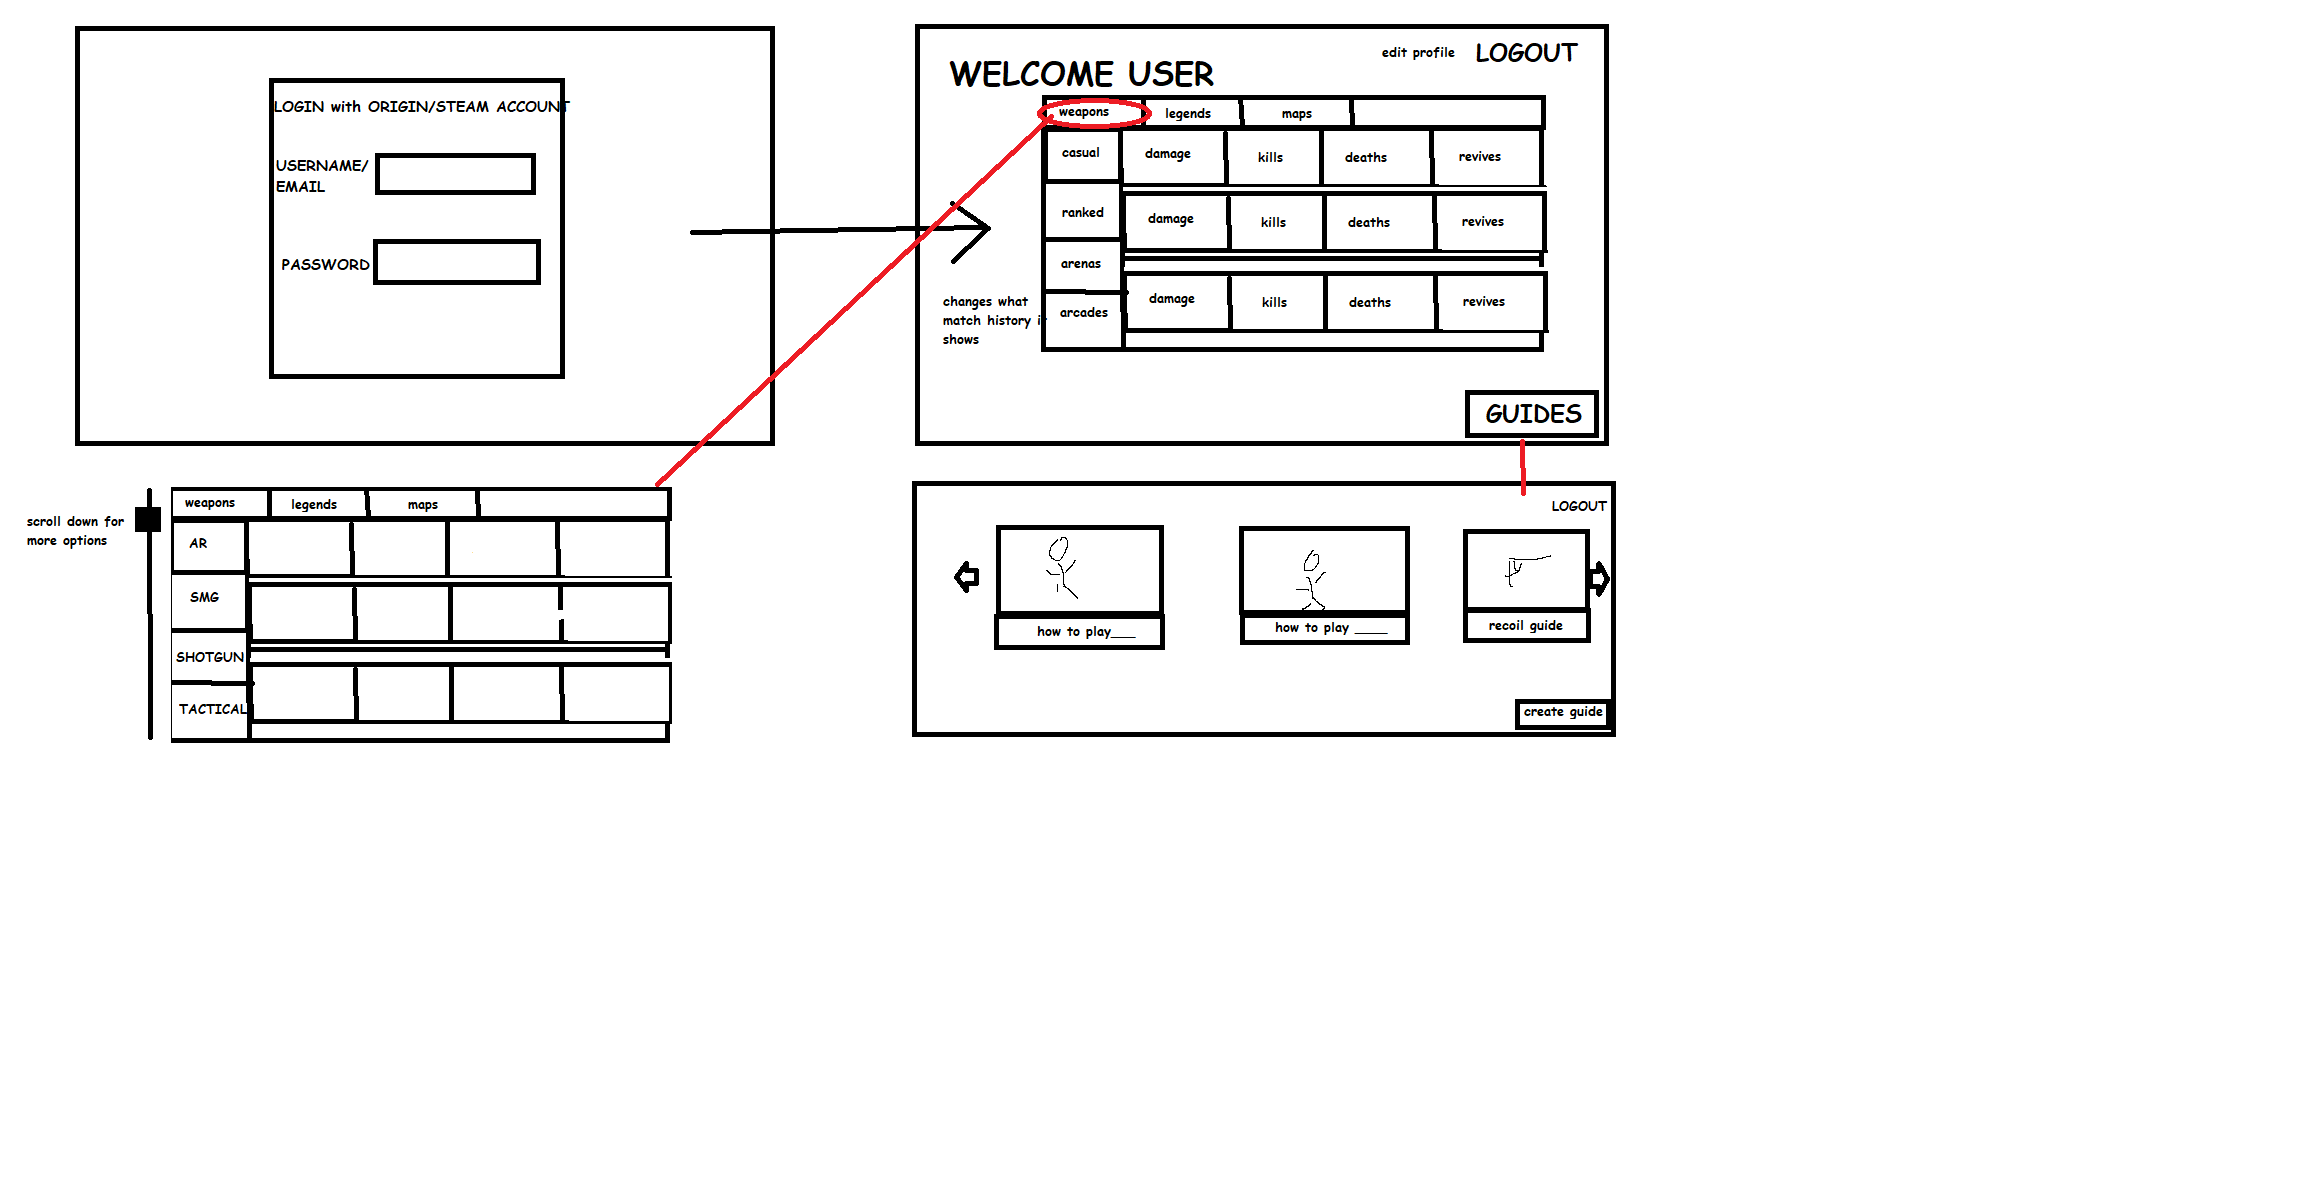 LOGIN with ORIGIN/STEAM ACCOUNT
USERNAME/
EMAIL
PASSWORD
WELCOME USER
edit profile
LOGOUT
weapons legends maps
casual damage kills deaths revives
ranked damage kills deaths revives
arenas
arcades damage kills deaths revives
changes what
match history it
shows
GUIDES
scroll down for
more options
weapons legends maps
AR
SMG
SHOTGUN
TACTICAL
LOGOUT
how to play___
how to play ____
recoil guide
create guide